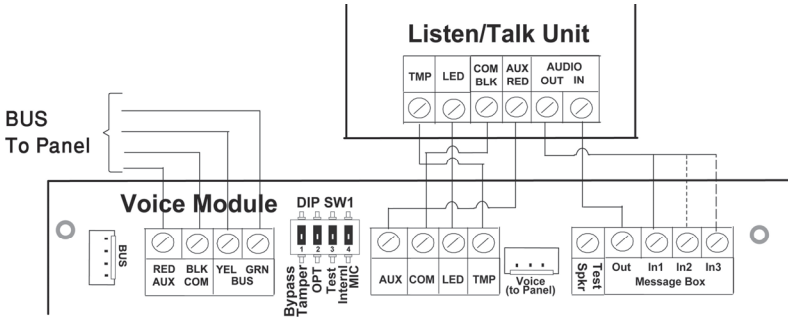 Listen/Talk Unit
TMP LED COM BLK AUX RED AUDIO OUT IN
BUS
To Panel
Voice Module
DIP SW1
BUS
RED AUX
BLK COM
YEL GRN
BUS
1 2 3 4
Bypass Tamper
OPT
Test
Internl MIC
AUX COM LED TMP
Voice
(to Panel)
Test Spkr
Out In1 In2 In3
Message Box